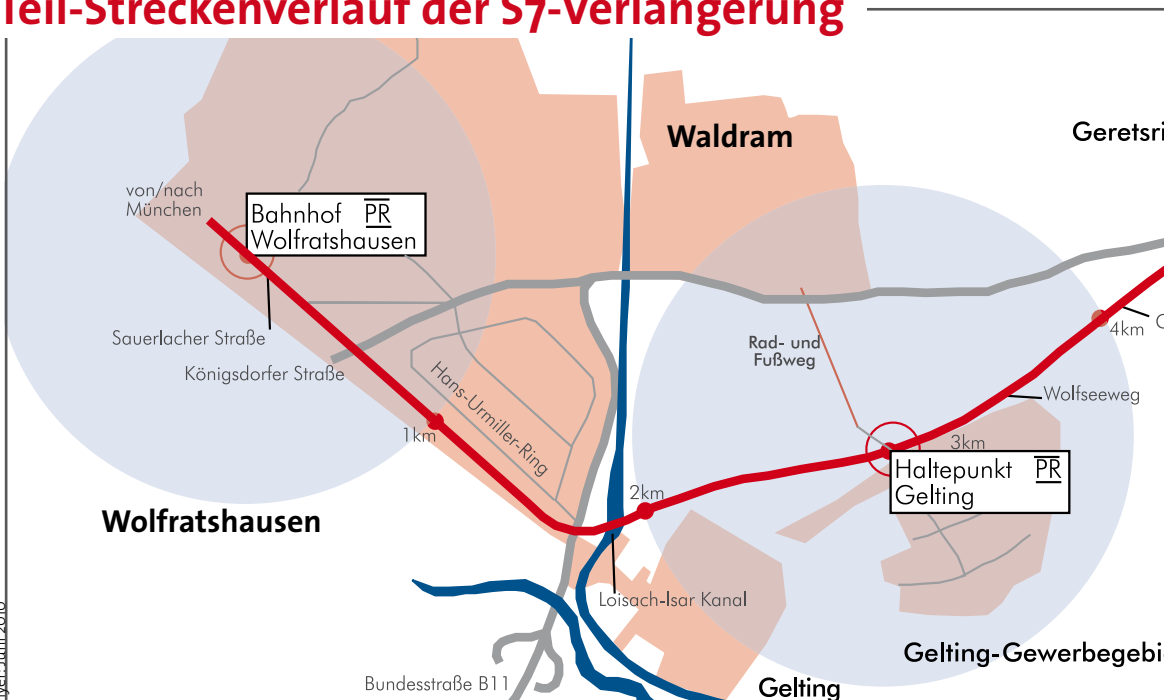 Teil-Streckenverlauf der S7-Verlängerung
Waldram
von/nach
München
Bahnhof PR
Wolfratshausen
Sauerlacher Straße
Königsdorfer Straße
Rad- und
Fußweg
4km
Wolfseeweg
Hans-Urmiller-Ring
1km
3km
Haltepunkt PR
Gelting
2km
Wolfratshausen
Loisach-Isar Kanal
Gelting-Gewerbegebi
Bundesstraße B11
Gelting
Juni 2010